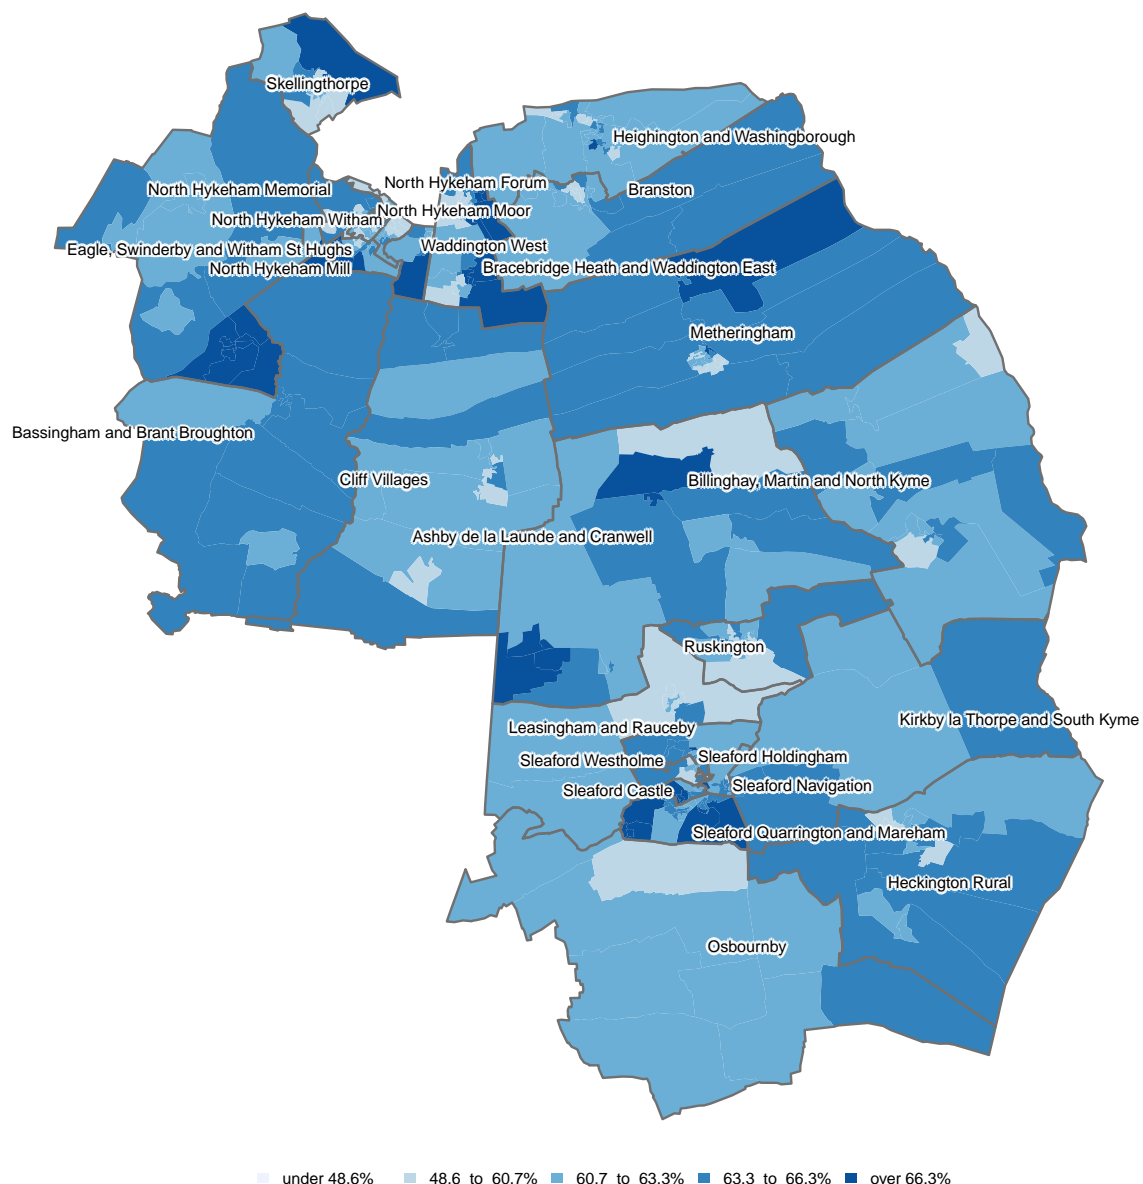 Skellingthorpe
Heighington and Washingborough
North Hykeham Forum
North Hykeham Memorial
Branston
North Hykeham Moor
North Hykeham Witham
Waddington West
Eagle, Swinderby and Witham St Hughs
North Hykeham Mill
Bracebridge Heath and Waddington East
Metheringham
Bassingham and Brant Broughton
Cliff Villages
Billinghay, Martin and North Kyme
Ashby de la Launde and Cranwell
Ruskington
Kirkby la Thorpe and South Kyme
Leasingham and Rauceby
Sleaford Westholme
Sleaford Holdingham
Sleaford Castle
Sleaford Navigation
Sleaford Quarrington and Mareham
Heckington Rural
Osbournby
under 48.6% 48.6 to 60.7% 60.7 to 63.3% 63.3 to 66.3% over 66.3%